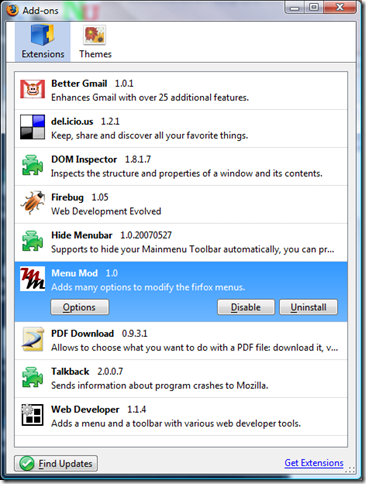 Add-ons
Extensions
Themes
Better Gmail 1.0.1
Enhances Gmail with over 25 additional features.
del.icio.us 1.2.1
Keep, share and discover all your favorite things.
DOM Inspector 1.8.1.7
Inspects the structure and properties of a window and its contents.
Firebug 1.05
Web Development Evolved
Hide Menubar 1.0.20070527
Supports to hide your Mainmenu Toolbar automatically, you can pr...
Menu Mod 1.0
Adds many options to modify the firfox menus.
Options Disable Uninstall
PDF Download 0.9.3.1
Allows to choose what you want to do with a PDF file: download it, v...
Talkback 2.0.0.7
Sends information about program crashes to Mozilla.
Web Developer 1.1.4
Adds a menu and a toolbar with various web developer tools.
Find Updates Get Extensions